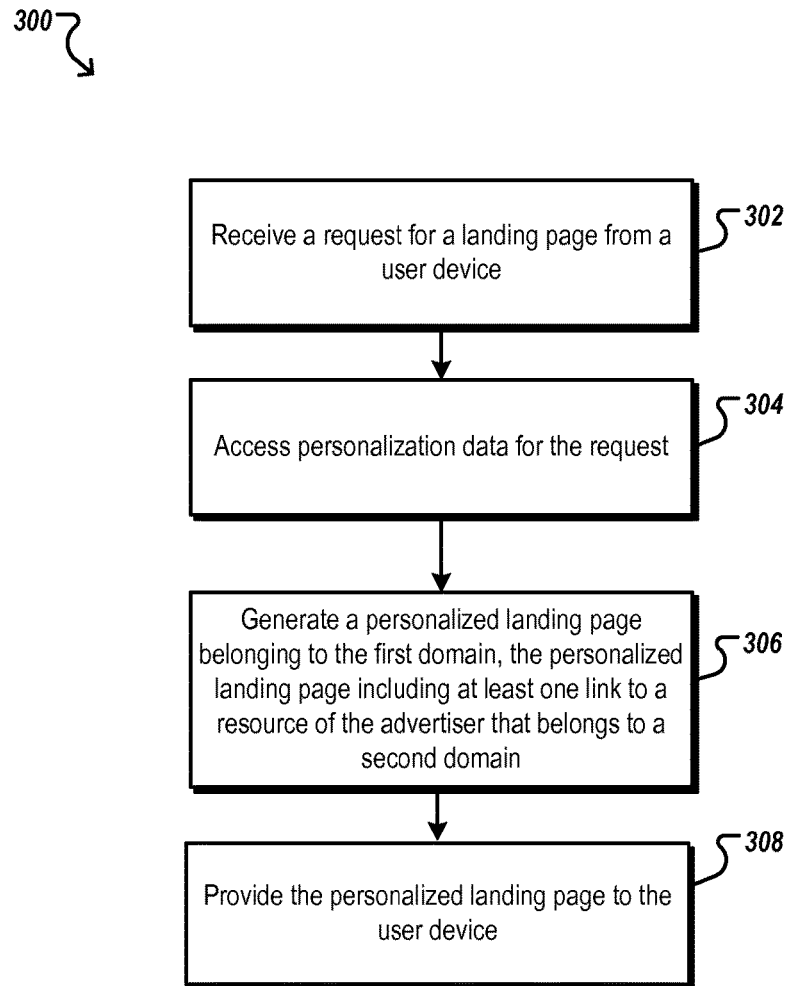 300
Receive a request for a landing page from a
user device
302
Access personalization data for the request
304
Generate a personalized landing page
belonging to the first domain, the personalized
landing page including at least one link to a
resource of the advertiser that belongs to a
second domain
306
Provide the personalized landing page to the
user device
308